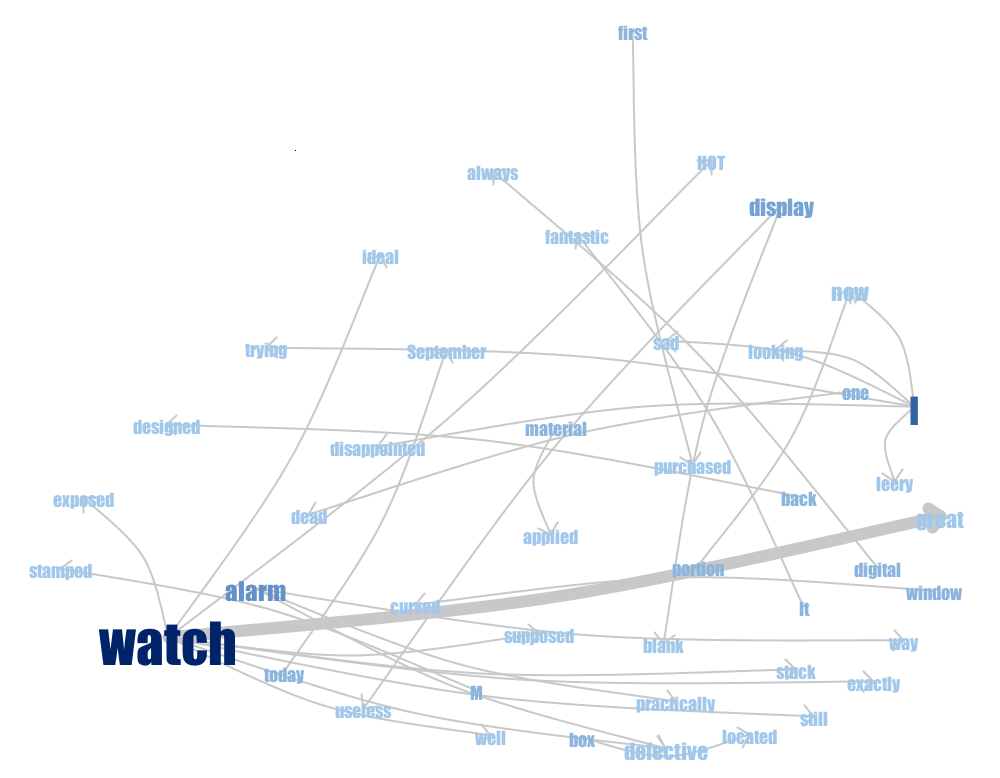 first
HOT
always
display
fantastic
ideal
now
trying
September
sad
looking
one
I
designed
disappointed
material
purchased
leery
back
exposed
dead
great
applied
stamped
alarm
portion
digital
window
curved
It
watch
supposed
blank
way
today
stuck
exactly
M
useless
practically
still
well
box
defective
located